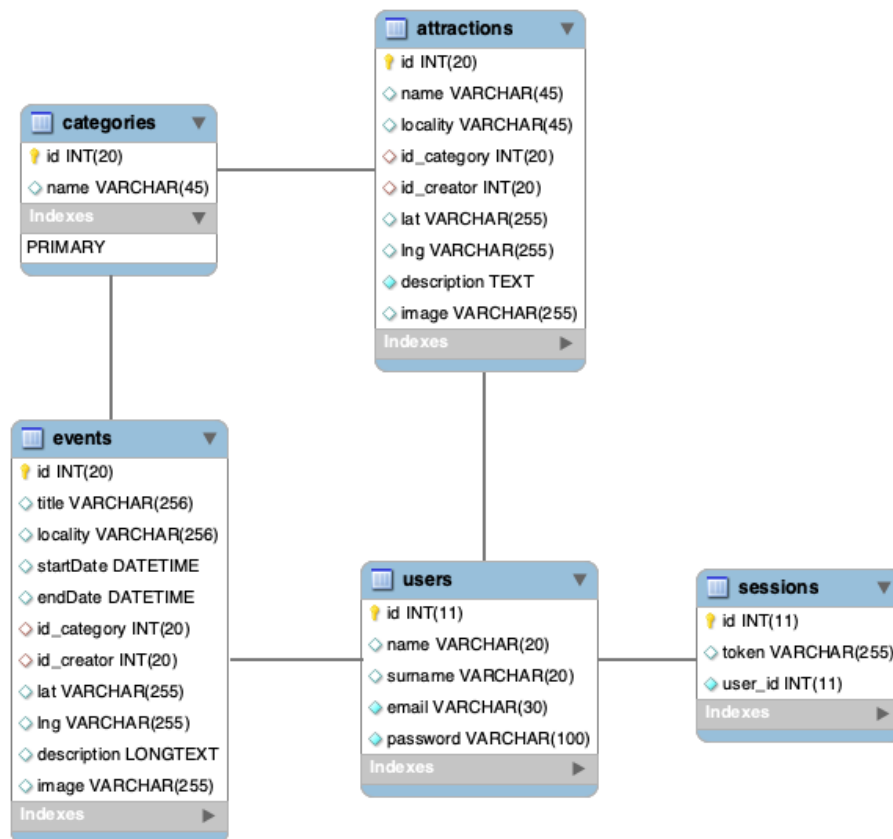 attractions
id INT(20)
name VARCHAR(45)
locality VARCHAR(45)
id_category INT(20)
id_creator INT(20)
lat VARCHAR(255)
lng VARCHAR(255)
description TEXT
image VARCHAR(255)
Indexes
categories
id INT(20)
name VARCHAR(45)
Indexes
PRIMARY
events
id INT(20)
title VARCHAR(256)
locality VARCHAR(256)
startDate DATETIME
endDate DATETIME
id_category INT(20)
id_creator INT(20)
lat VARCHAR(255)
lng VARCHAR(255)
description LONGTEXT
image VARCHAR(255)
Indexes
users
id INT(11)
name VARCHAR(20)
surname VARCHAR(20)
email VARCHAR(30)
password VARCHAR(100)
Indexes
sessions
id INT(11)
token VARCHAR(255)
user_id INT(11)
Indexes